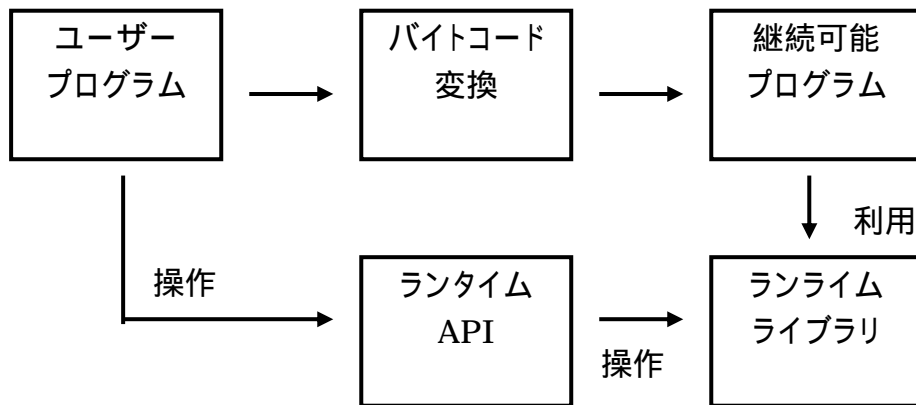 ユーザー
プログラム
バイトコード
変換
継続可能
プログラム
利用
操作
ランタイム
API
操作
ランライム
ライブラリ